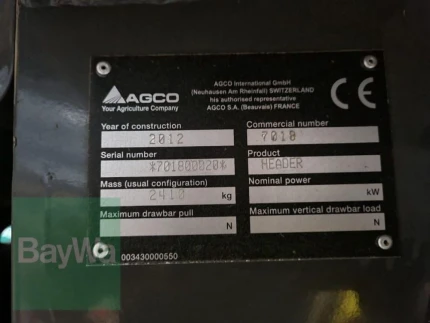 AGCO
Your Agriculture Company
AGCO International GmbH
(Neuhausen Am Rheinfall) SWITZERLAND
his authorised representative
AGCO S.A. (Beauvais) FRANCE
CE
Year of construction
2012
Commercial number
7018
Serial number
*701800020*
Product
HEADER
Mass (usual configuration)
2410 kg
Nominal power
kW
Maximum drawbar pull
N
Maximum vertical drawbar load
N
003430000550
BayWa